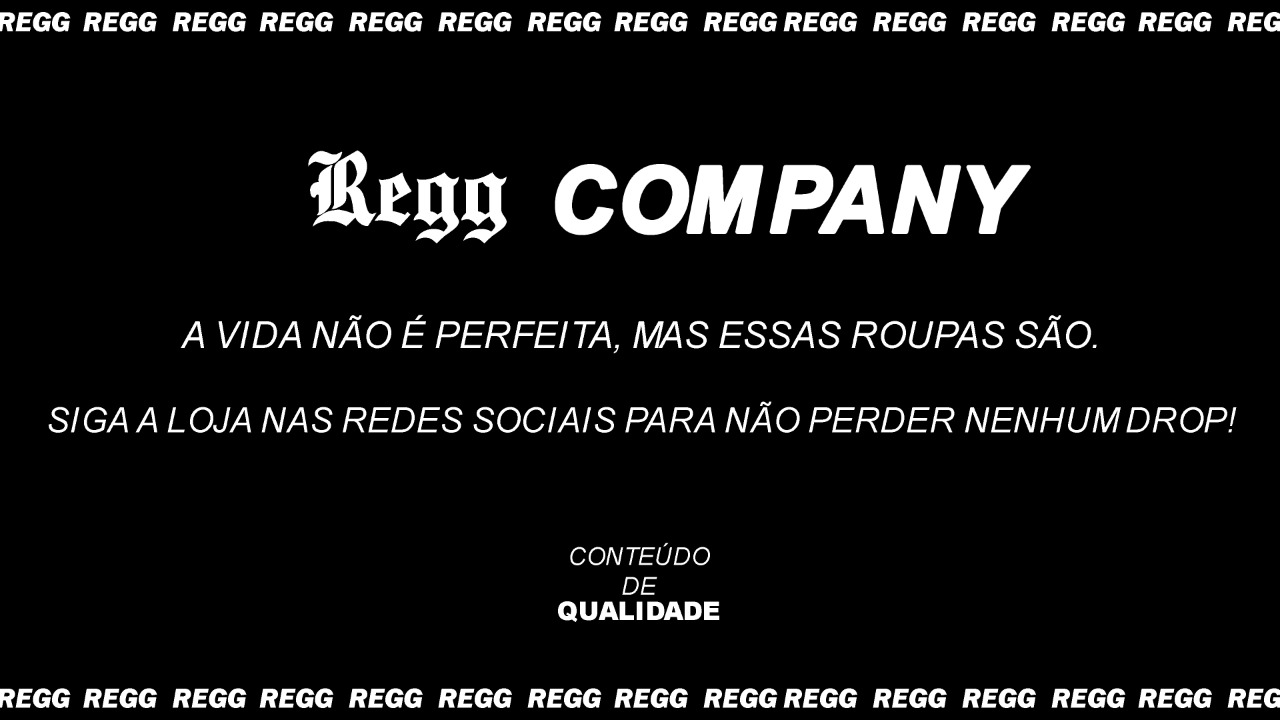 REGG REGG REGG REGG REGG REGG REGG REGG REGG REGG REGG REGG REGG REGG REG
Regg COMPANY
A VIDA NÃO É PERFEITA, MAS ESSAS ROUPAS SÃO.
SIGA A LOJA NAS REDES SOCIAIS PARA NÃO PERDER NENHUM DROP!
CONTEÚDO
DE
QUALIDADE
REGG REGG REGG REGG REGG REGG REGG REGG REGG REGG REGG REGG REGG REGG REG